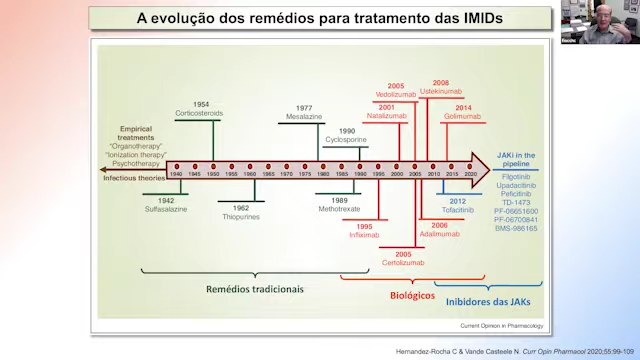 A evolução dos remédios para tratamento das IMIDs
1954
Corticosteroids
1977
Mesalazine
1990
Cyclosporine
2005
Vedolizumab
2001
Natalizumab
2008
Ustekinumab
2014
Golimumab
Empirical
treatments
"Organotherapy"
"Ionization therapy"
Psychotherapy
Infectious theories
JAKi in the
pipeline
Filgotinib
Upadacitinib
Peficitinib
TD-1473
PF-06651600
PF-06700841
BMS-986165
1940 1945 1950 1955 1960 1965 1970 1975 1980 1985 1990 1995 2000 2005 2010 2015 2020
1942
Sulfasalazine
1962
Thiopurines
1989
Methotrexate
1995
Infliximab
2005
Certolizumab
2006
Adailmumab
2012
Tofacitinib
Remédios tradicionais
Biológicos
Inibidores das JAKs
Current Opinion in Pharmacology
Hernandez-Rocha C & Vande Casteele N. Curr Opin Pharmacol 2020;55:99-109